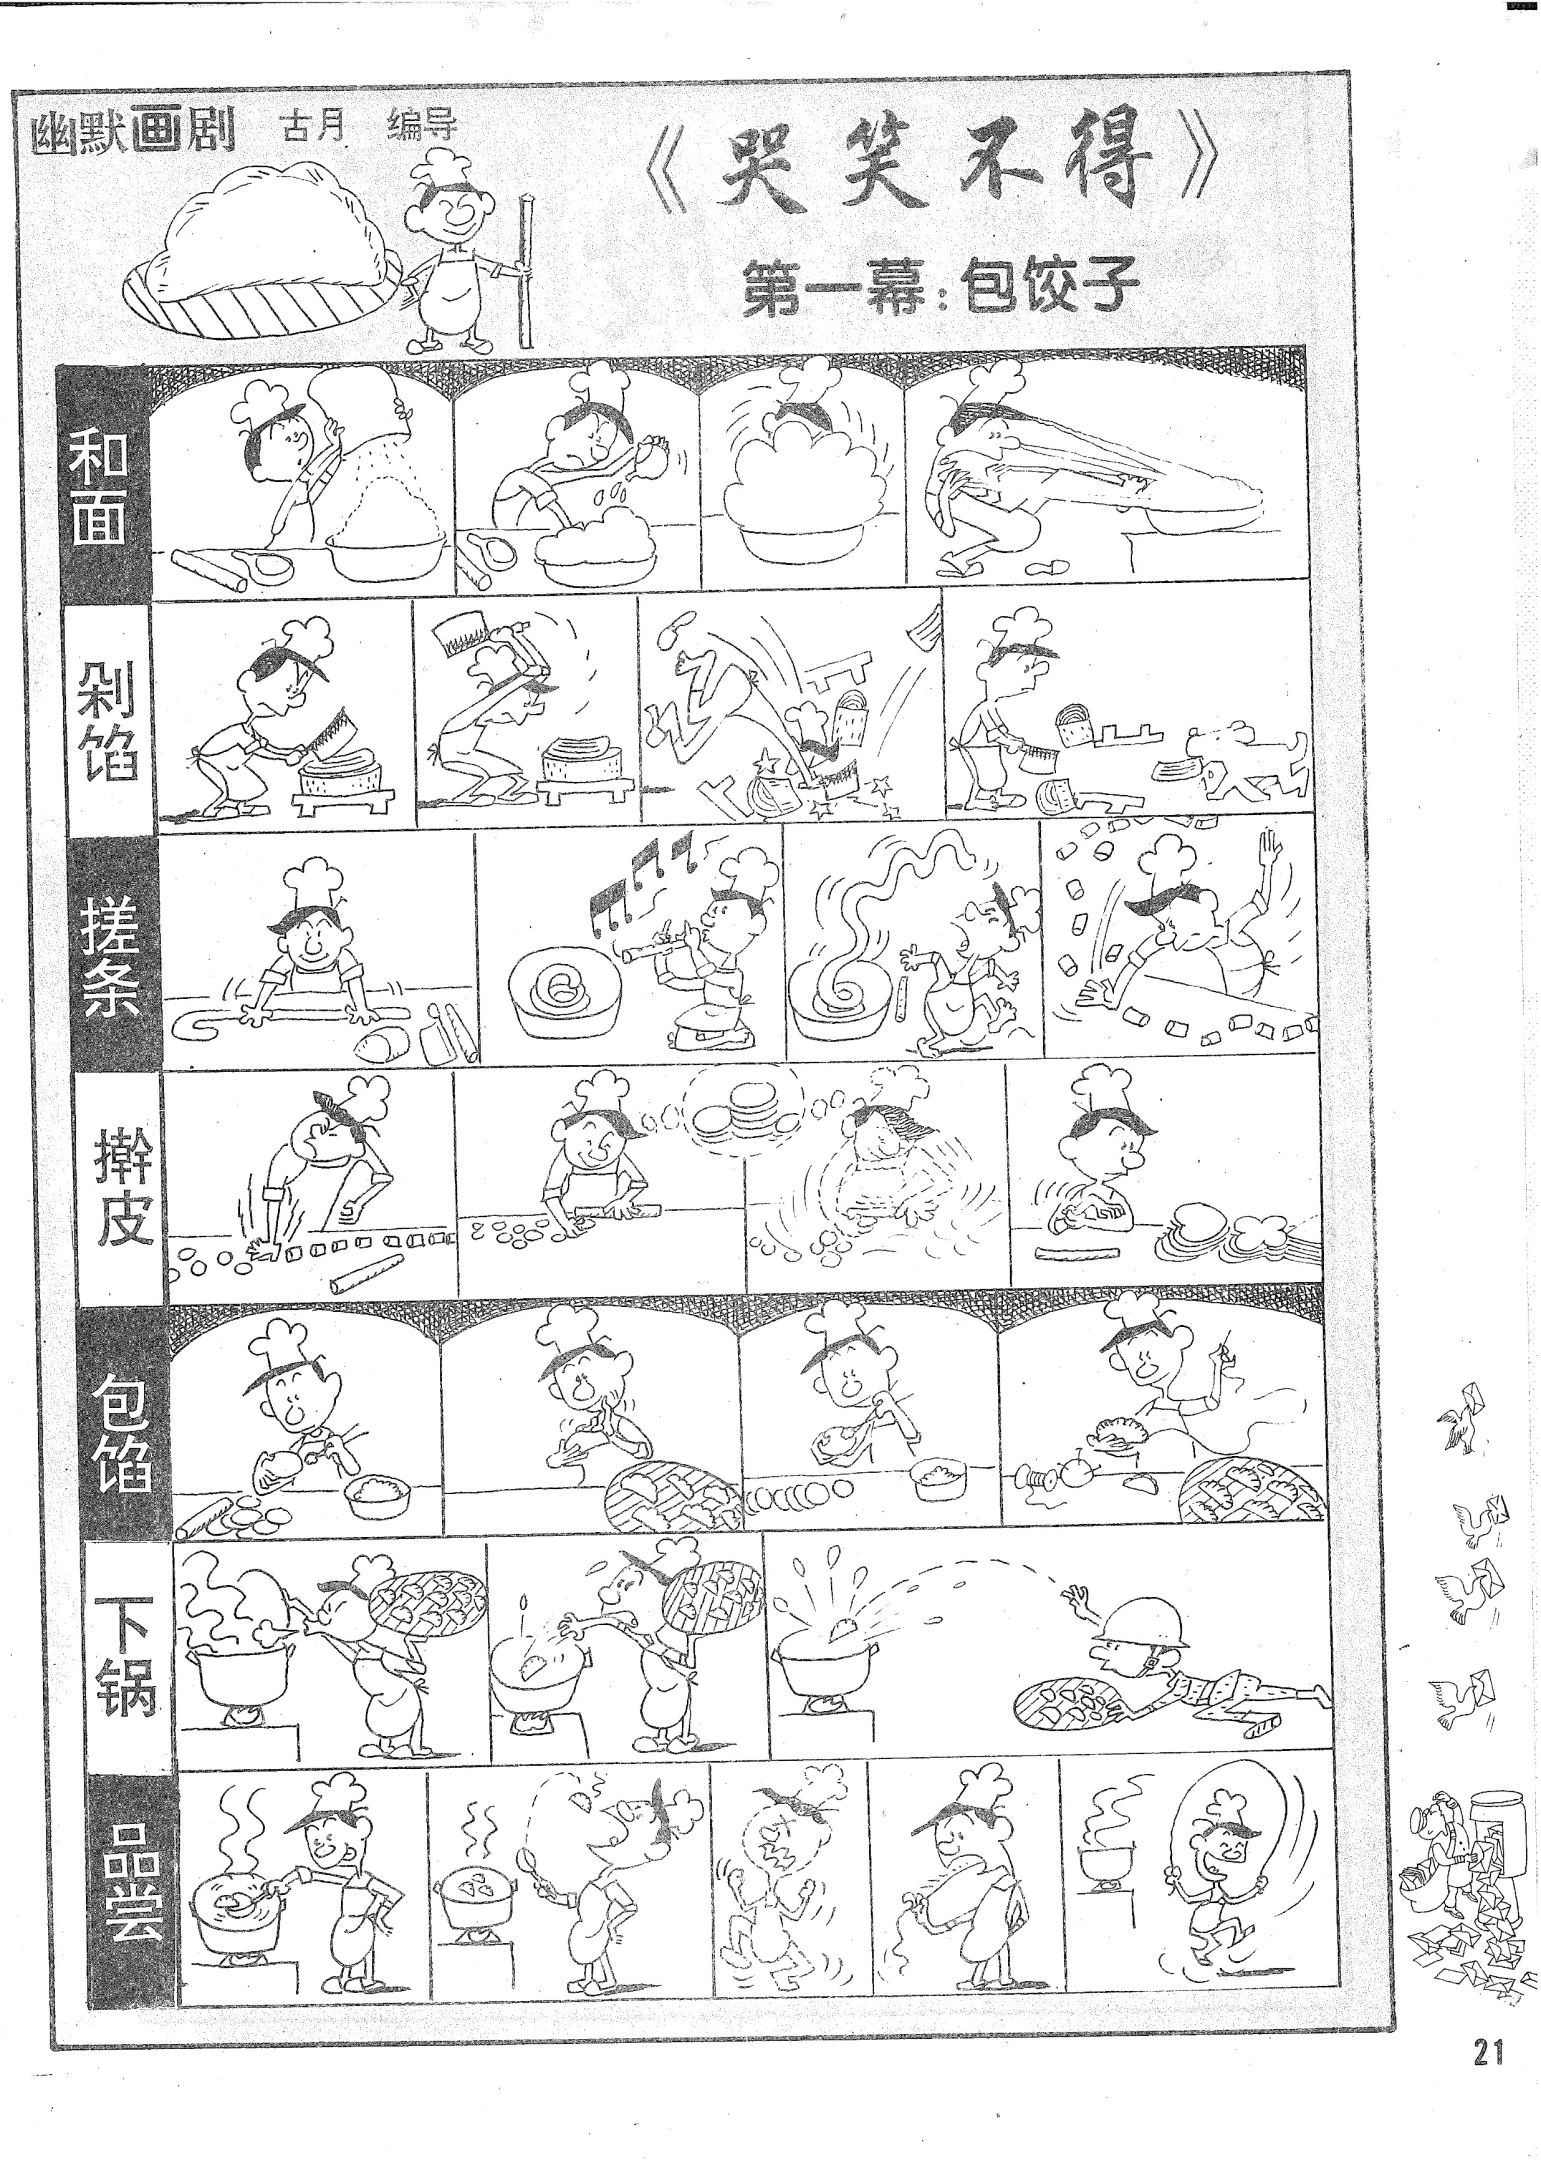 幽默画剧 古月 编导
《哭笑不得》
第一幕:包饺子
和面
剁馅
搓条
擀皮
包馅
下锅
品尝
21